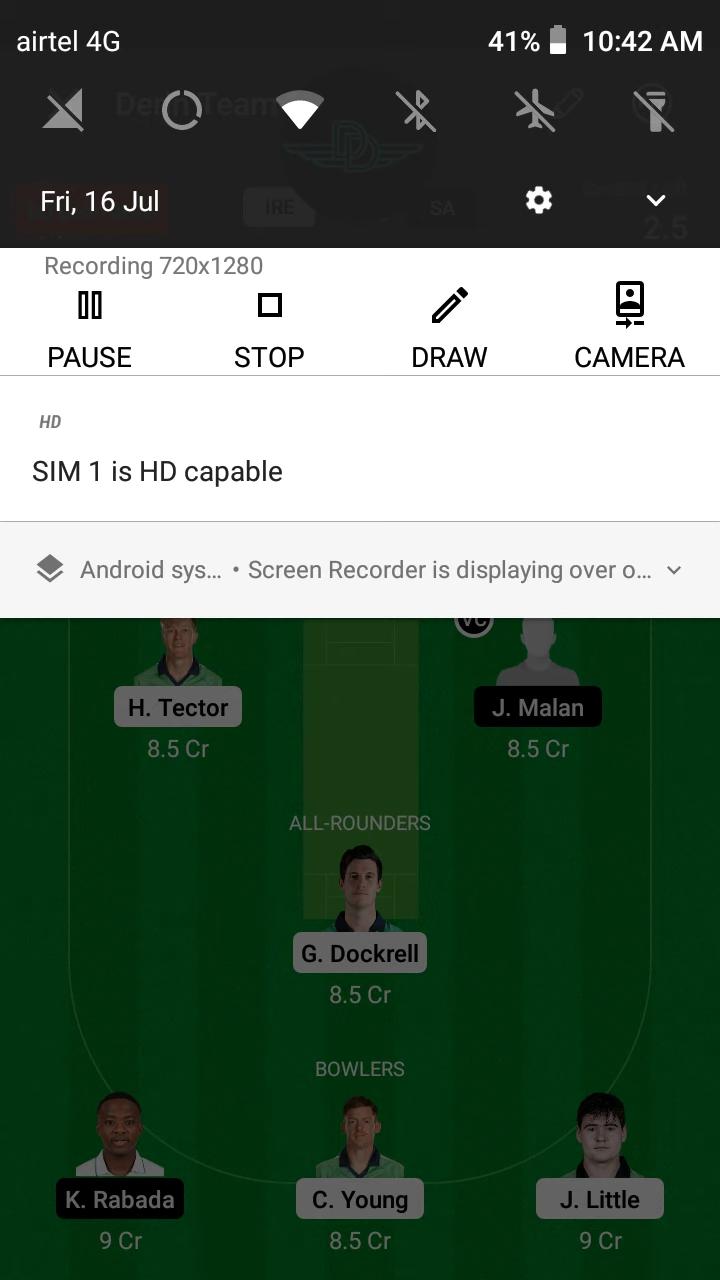 airtel 4G 41% 10:42 AM
Team
IRE SA
2.5
Fri, 16 Jul
Recording 720x1280
PAUSE STOP DRAW CAMERA
HD
SIM 1 is HD capable
Android sys... • Screen Recorder is displaying over o...
VC
H. Tector J. Malan
8.5 Cr 8.5 Cr
ALL-ROUNDERS
G. Dockrell
8.5 Cr
BOWLERS
K. Rabada C. Young J. Little
9 Cr 8.5 Cr 9 Cr